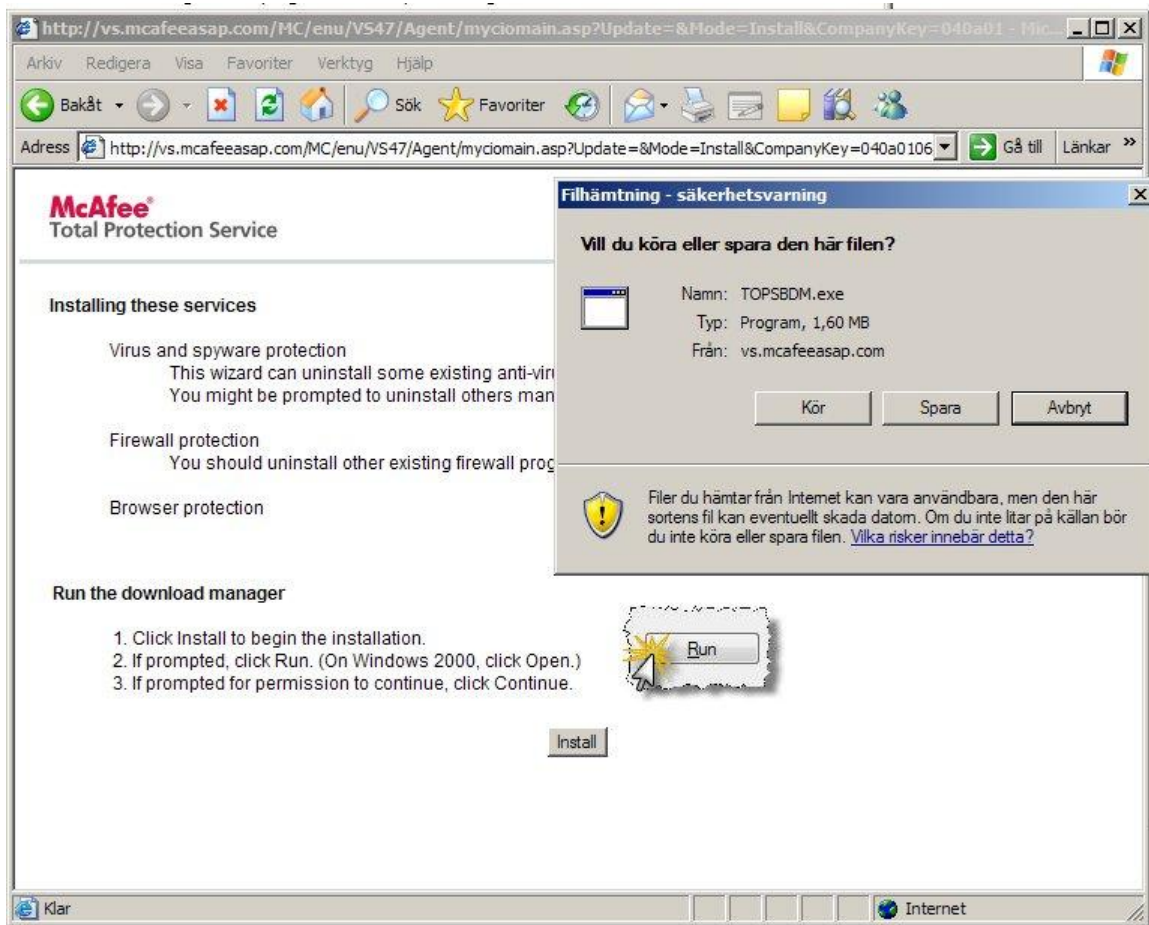 http://vs.mcafeeasap.com/MC/enu/VS47/Agent/myciomain.asp?Update=&Mode=Install&CompanyKey=040a01 - Mic...
Arkiv Redigera Visa Favoriter Verktyg Hjälp
Bakåt Sök Favoriter
Adress http://vs.mcafeeasap.com/MC/enu/VS47/Agent/myciomain.asp?Update=&Mode=Install&CompanyKey=040a0106 Gå till Länkar »
McAfee®
Total Protection Service
Installing these services
Virus and spyware protection
This wizard can uninstall some existing anti-viru
You might be prompted to uninstall others man
Firewall protection
You should uninstall other existing firewall prog
Browser protection
Run the download manager
1. Click Install to begin the installation.
2. If prompted, click Run. (On Windows 2000, click Open.)
3. If prompted for permission to continue, click Continue.
Run
Install
Filhämtning - säkerhetsvarning
Vill du köra eller spara den här filen?
Namn: TOPSBDM.exe
Typ: Program, 1,60 MB
Från: vs.mcafeeasap.com
Kör Spara Avbryt
Filer du hämtar från Internet kan vara användbara, men den här
sortens fil kan eventuellt skada datorn. Om du inte litar på källan bör
du inte köra eller spara filen. Vilka risker innebär detta?
Klar Internet